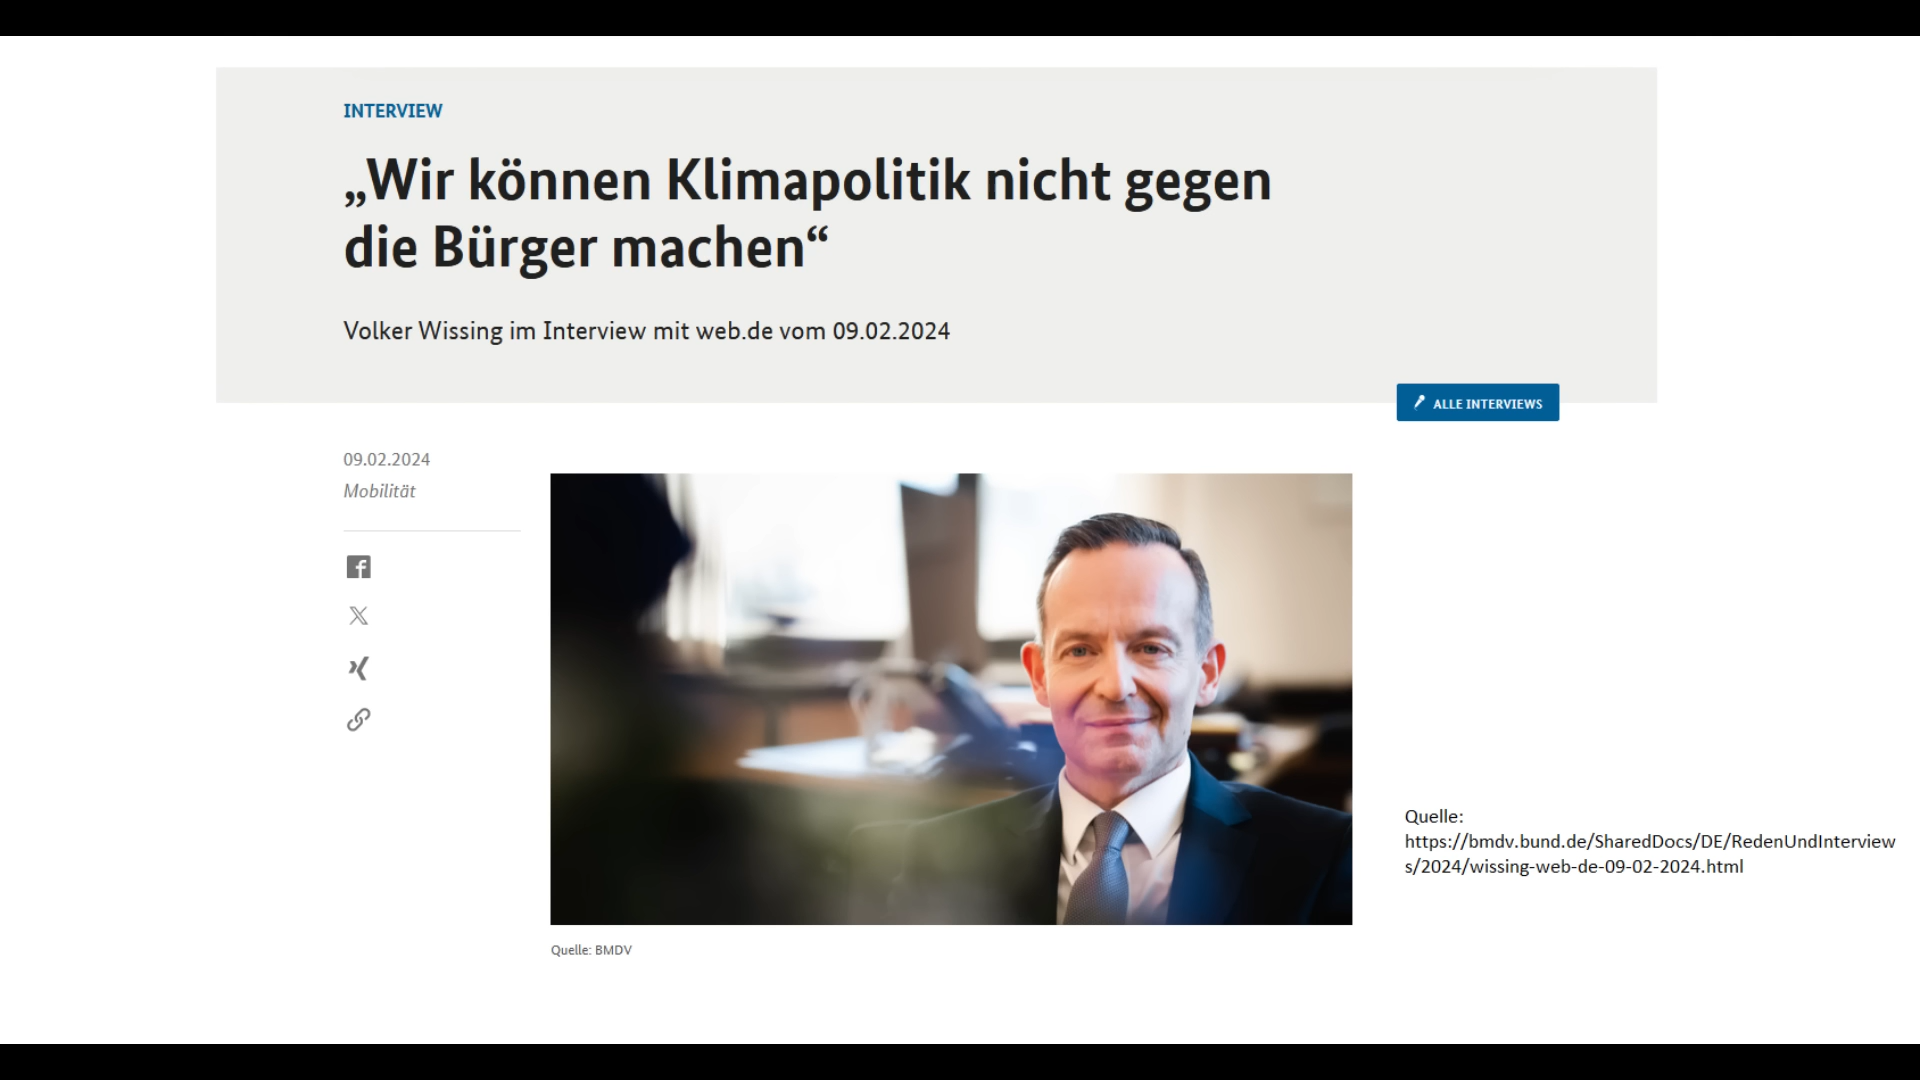 INTERVIEW
„Wir können Klimapolitik nicht gegen
die Bürger machen“
Volker Wissing im Interview mit web.de vom 09.02.2024
ALLE INTERVIEWS
09.02.2024
Mobilität
Quelle:
https://bmdv.bund.de/SharedDocs/DE/RedenUndInterview
s/2024/wissing-web-de-09-02-2024.html
Quelle: BMDV